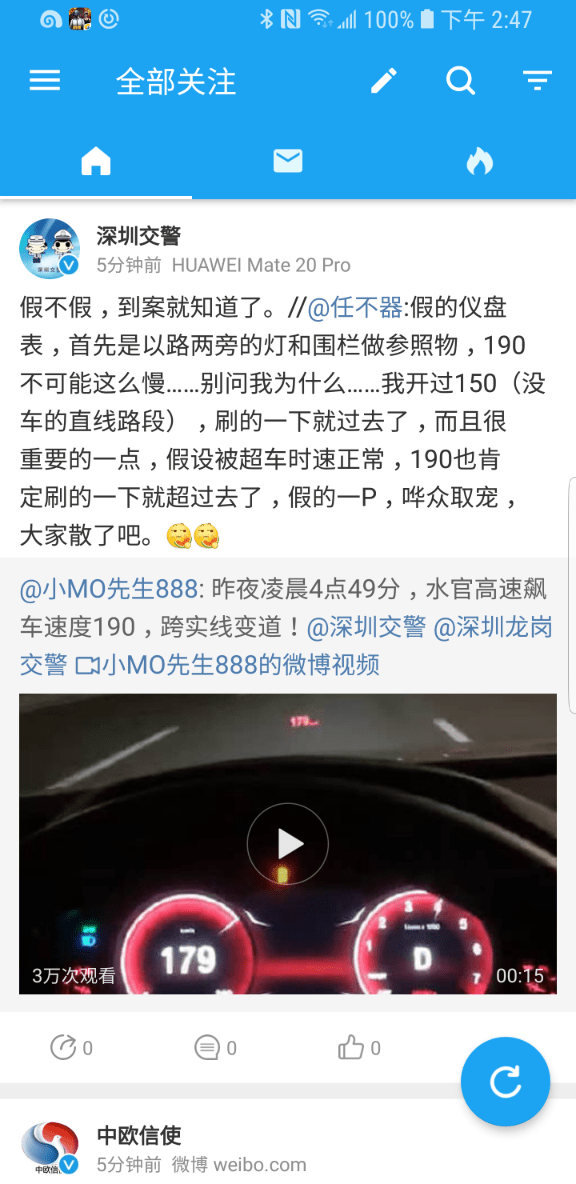 100% 下午 2:47
全部关注
深圳交警
5分钟前 HUAWEI Mate 20 Pro
假不假，到案就知道了。//@任不器:假的仪盘
表，首先是以路两旁的灯和围栏做参照物，190
不可能这么慢……别问我为什么……我开过150（没
车的直线路段），刷的一下就过去了，而且很
重要的一点，假设被超车时速正常，190也肯
定刷的一下就超过去了，假的一P，哗众取宠，
大家散了吧。
@小MO先生888: 昨夜凌晨4点49分，水官高速飙
车速度190，跨实线变道！@深圳交警 @深圳龙岗
交警 小MO先生888的微博视频
179
179
1 2 3 4 5 6 7
D
3万次观看
00:15
0 0 0
中欧信使
5分钟前 微博 weibo.com